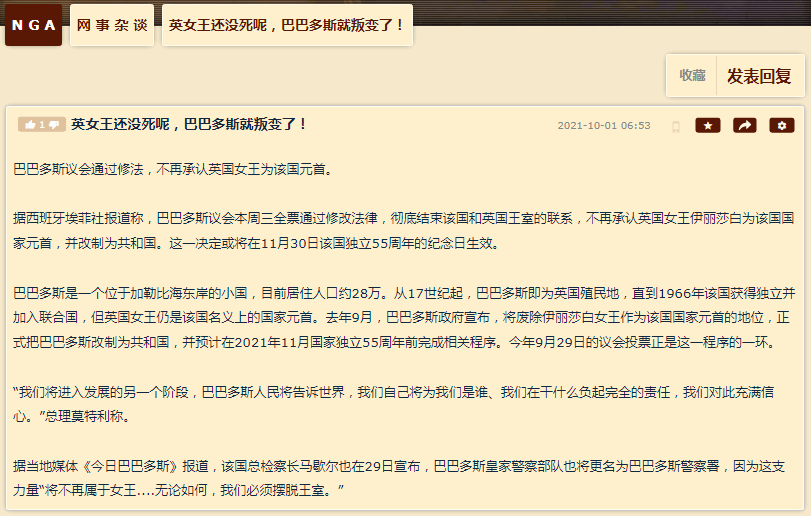 NGA
网事杂谈
英女王还没死呢，巴巴多斯就叛变了！
收藏
发表回复
1
英女王还没死呢，巴巴多斯就叛变了！
2021-10-01 06:53
巴巴多斯议会通过修法，不再承认英国女王为该国元首。
据西班牙埃菲社报道称，巴巴多斯议会本周三全票通过修改法律，彻底结束该国和英国王室的联系，不再承认英国女王伊丽莎白为该国国
家元首，并改制为共和国。这一决定或将在11月30日该国独立55周年的纪念日生效。
巴巴多斯是一个位于加勒比海东岸的小国，目前居住人口约28万。从17世纪起，巴巴多斯即为英国殖民地，直到1966年该国获得独立并
加入联合国，但英国女王仍是该国名义上的国家元首。去年9月，巴巴多斯政府宣布，将废除伊丽莎白女王作为该国国家元首的地位，正
式把巴巴多斯改制为共和国，并预计在2021年11月国家独立55周年前完成相关程序。今年9月29日的议会投票正是这一程序的一环。
“我们将进入发展的另一个阶段，巴巴多斯人民将告诉世界，我们自己将为我们是谁、我们在干什么负起完全的责任，我们对此充满信
心。”总理莫特利称。
据当地媒体《今日巴巴多斯》报道，该国总检察长马歇尔也在29日宣布，巴巴多斯皇家警察部队也将更名为巴巴多斯警察署，因为这支
力量“将不再属于女王....无论如何，我们必须摆脱王室。”